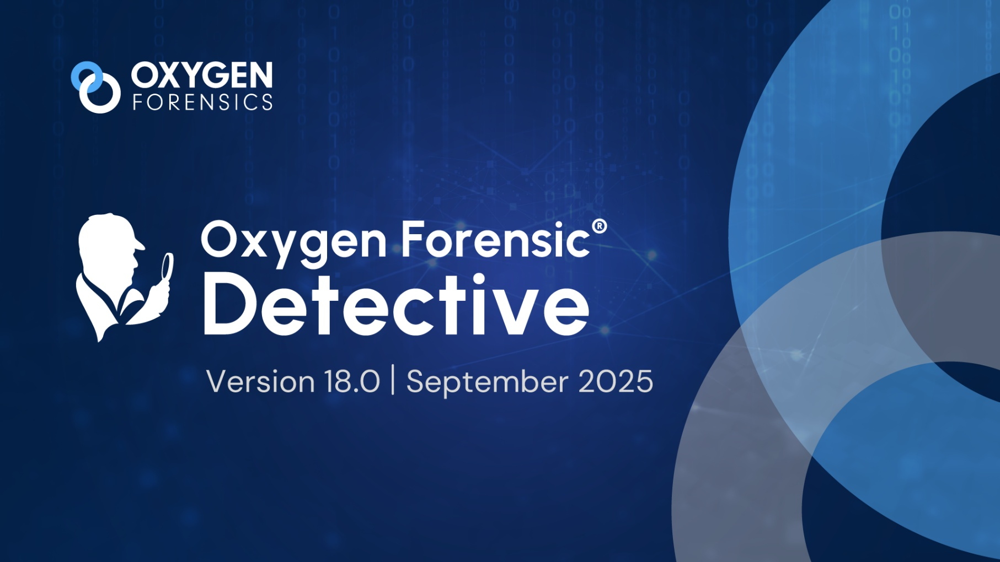 OXYGEN
FORENSICS
Oxygen Forensic®
Detective
Version 18.0 | September 2025